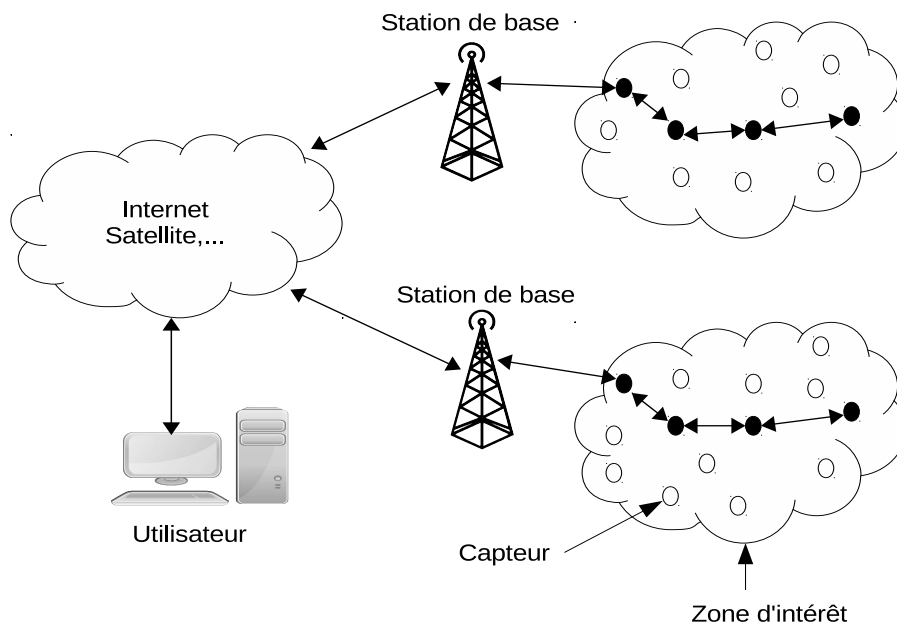 Station de base
Internet
Satellite,...
Station de base
Utilisateur
Capteur
Zone d'intérêt